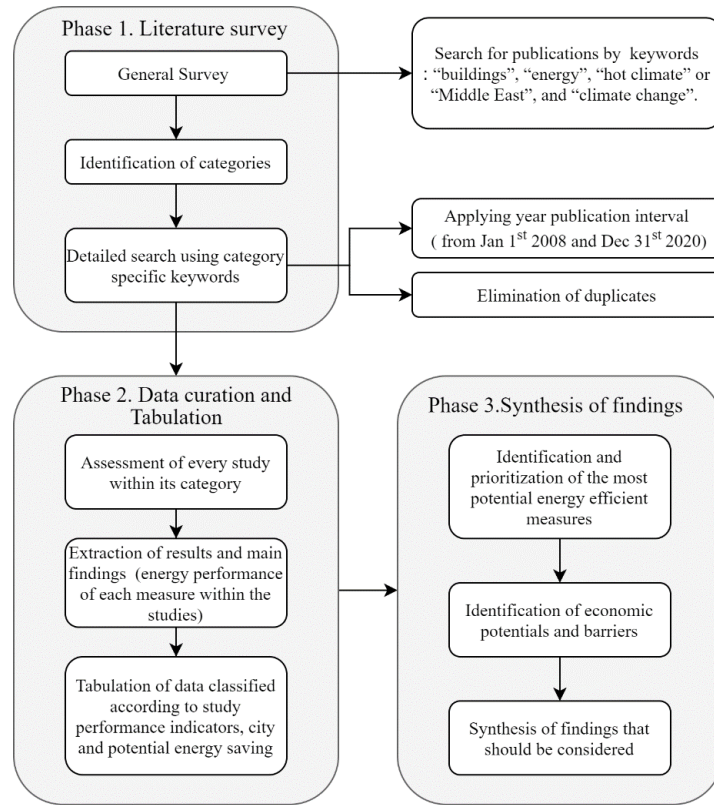 Phase 1. Literature survey
General Survey
Search for publications by keywords
: “buildings”, “energy”, “hot climate” or
“Middle East”, and “climate change”.
Identification of categories
Detailed search using category
specific keywords
Applying year publication interval
( from Jan 1st 2008 and Dec 31st 2020)
Elimination of duplicates
Phase 2. Data curation and
Tabulation
Assessment of every study
within its category
Extraction of results and main
findings (energy performance
of each measure within the
studies)
Tabulation of data classified
according to study
performance indicators, city
and potential energy saving
Phase 3.Synthesis of findings
Identification and
prioritization of the most
potential energy efficient
measures
Identification of economic
potentials and barriers
Synthesis of findings that
should be considered